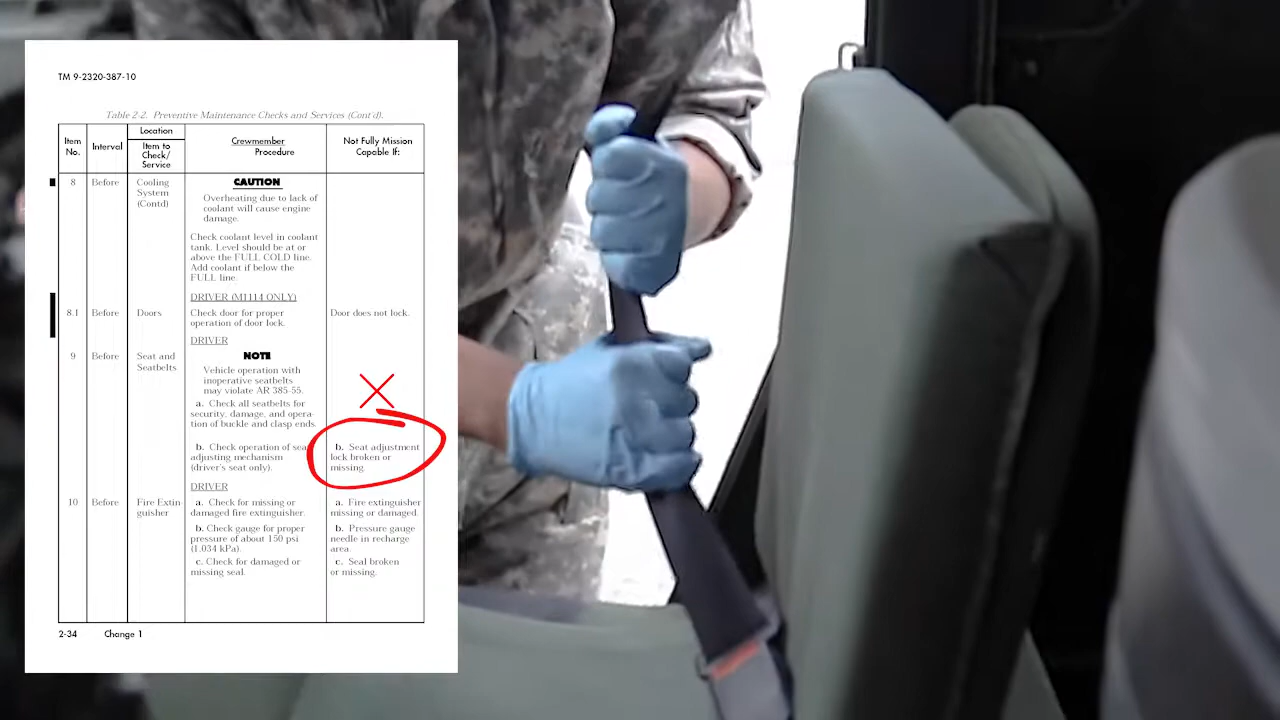 TM 9-2320-387-10
Table 2-2. Preventive Maintenance Checks and Services (Cont'd).
Item No.
Interval
Location
Item to Check/ Service
Crewmember Procedure
Not Fully Mission Capable If:
8
Before
Cooling
System
(Contd)
CAUTION
Overheating due to lack of
coolant will cause engine
damage.
Check coolant level in coolant
tank. Level should be at or
above the FULL COLD line.
Add coolant if below the
FULL line.
DRIVER (M1114 ONLY)
8.1
Before
Doors
Check door for proper
operation of door lock.
Door does not lock.
DRIVER
9
Before
Seat and
Seatbelts
NOTE
Vehicle operation with
inoperative seatbelts
may violate AR 385-55.
a. Check all seatbelts for
security, damage, and opera-
tion of buckle and clasp ends.
b. Check operation of seat
adjusting mechanism
(driver's seat only).
b. Seat adjustment
lock broken or
missing.
DRIVER
10
Before
Fire Extin-
guisher
a. Check for missing or
damaged fire extinguisher.
a. Fire extinguisher
missing or damaged.
b. Check gauge for proper
pressure of about 150 psi
(1,034 kPa).
b. Pressure gauge
needle in recharge
area.
c. Check for damaged or
missing seal.
c. Seal broken
or missing.
2-34 Change 1